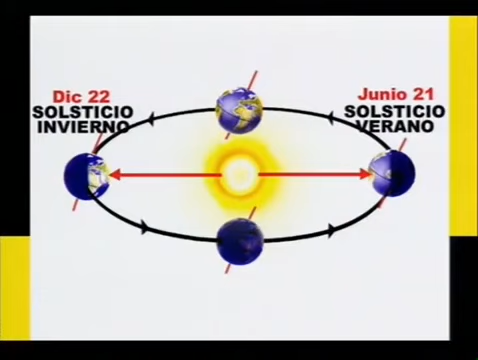 Dic 22
SOLSTICIO
INVIERNO
Junio 21
SOLSTICIO
VERANO